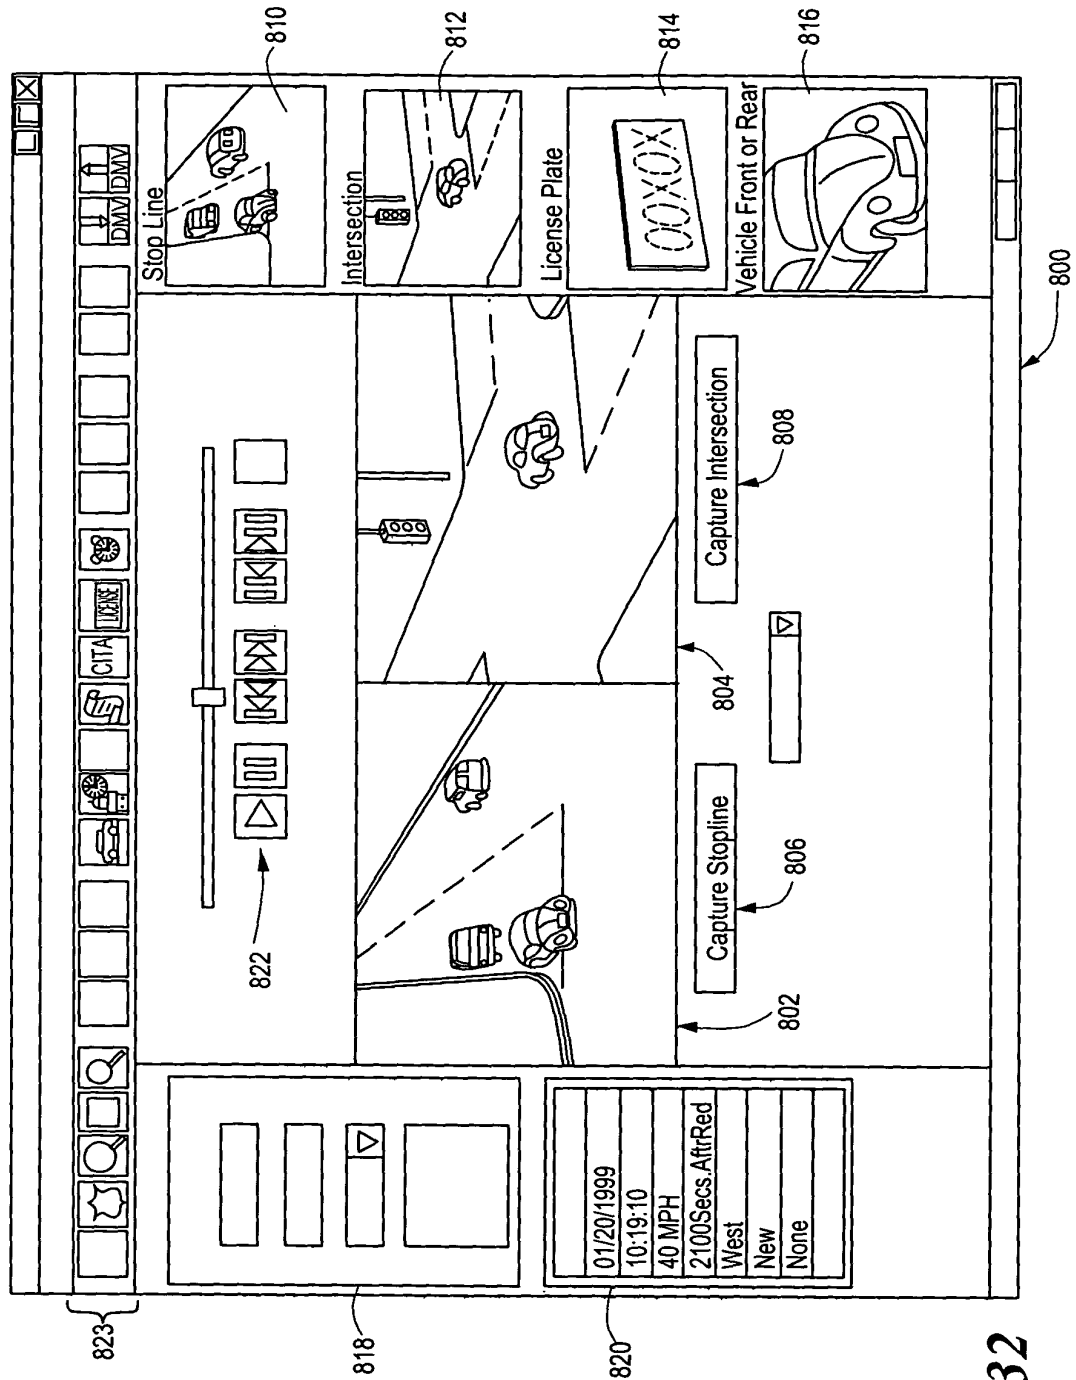 823
CITA
LICENSE
DMV
DMV
822
Stop Line
810
Intersection
812
License Plate
00X0X
814
Vehicle Front or Rear
816
818
01/20/1999
10:19:10
40 MPH
2100Secs.AftrRed
West
New
None
820
802
804
Capture Stopline
806
Capture Intersection
808
800
32